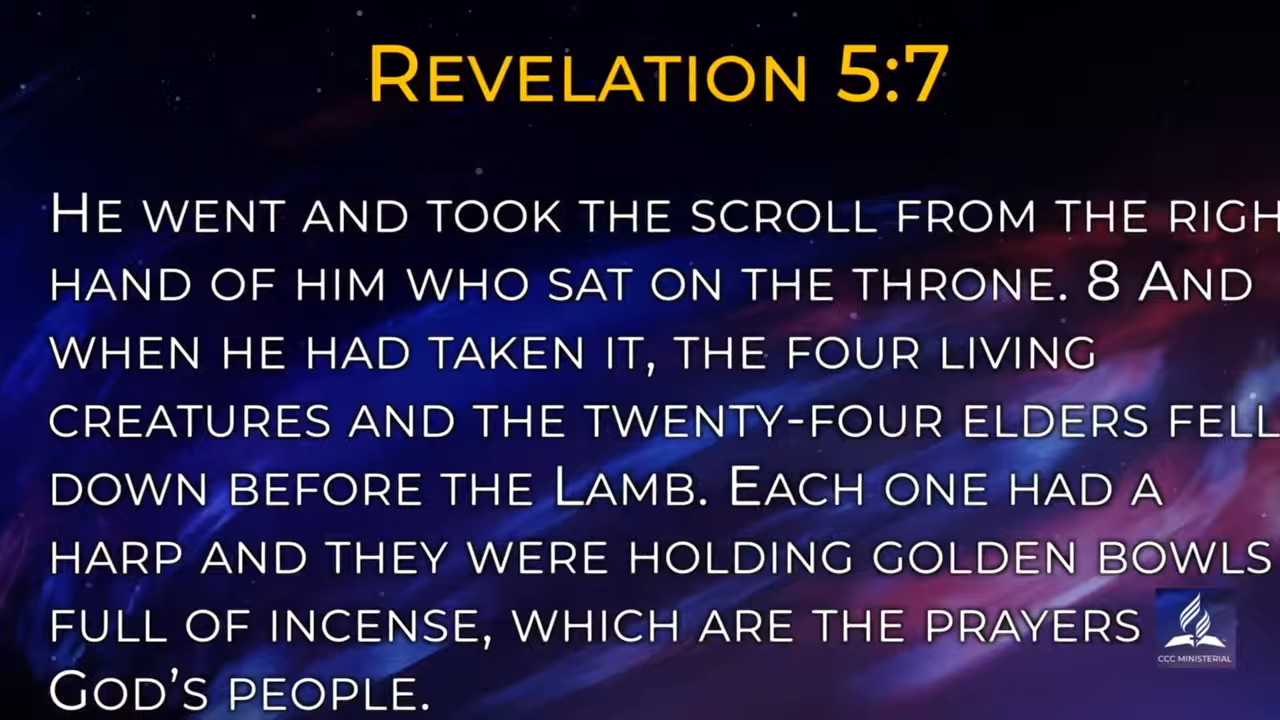 Revelation 5:7
He went and took the scroll from the righ
hand of him who sat on the throne. 8 And
when he had taken it, the four living
creatures and the twenty-four elders fell
down before the Lamb. Each one had a
harp and they were holding golden bowls
full of incense, which are the prayers
God’s people.
CCC MINISTERIAL